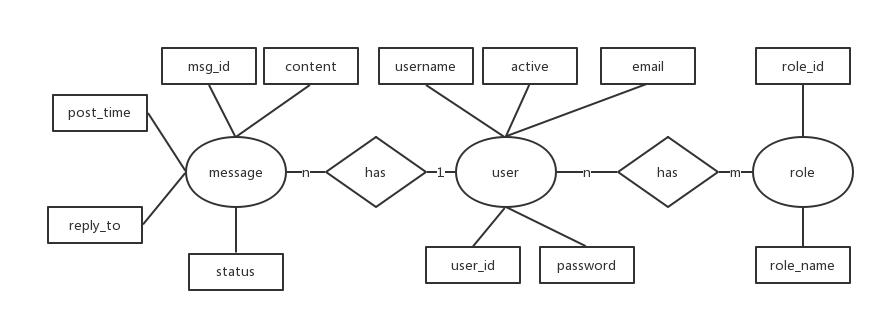 msg_id
content
username
active
email
role_id
post_time
message
n
has
1
user
n
has
m
role
reply_to
status
user_id
password
role_name